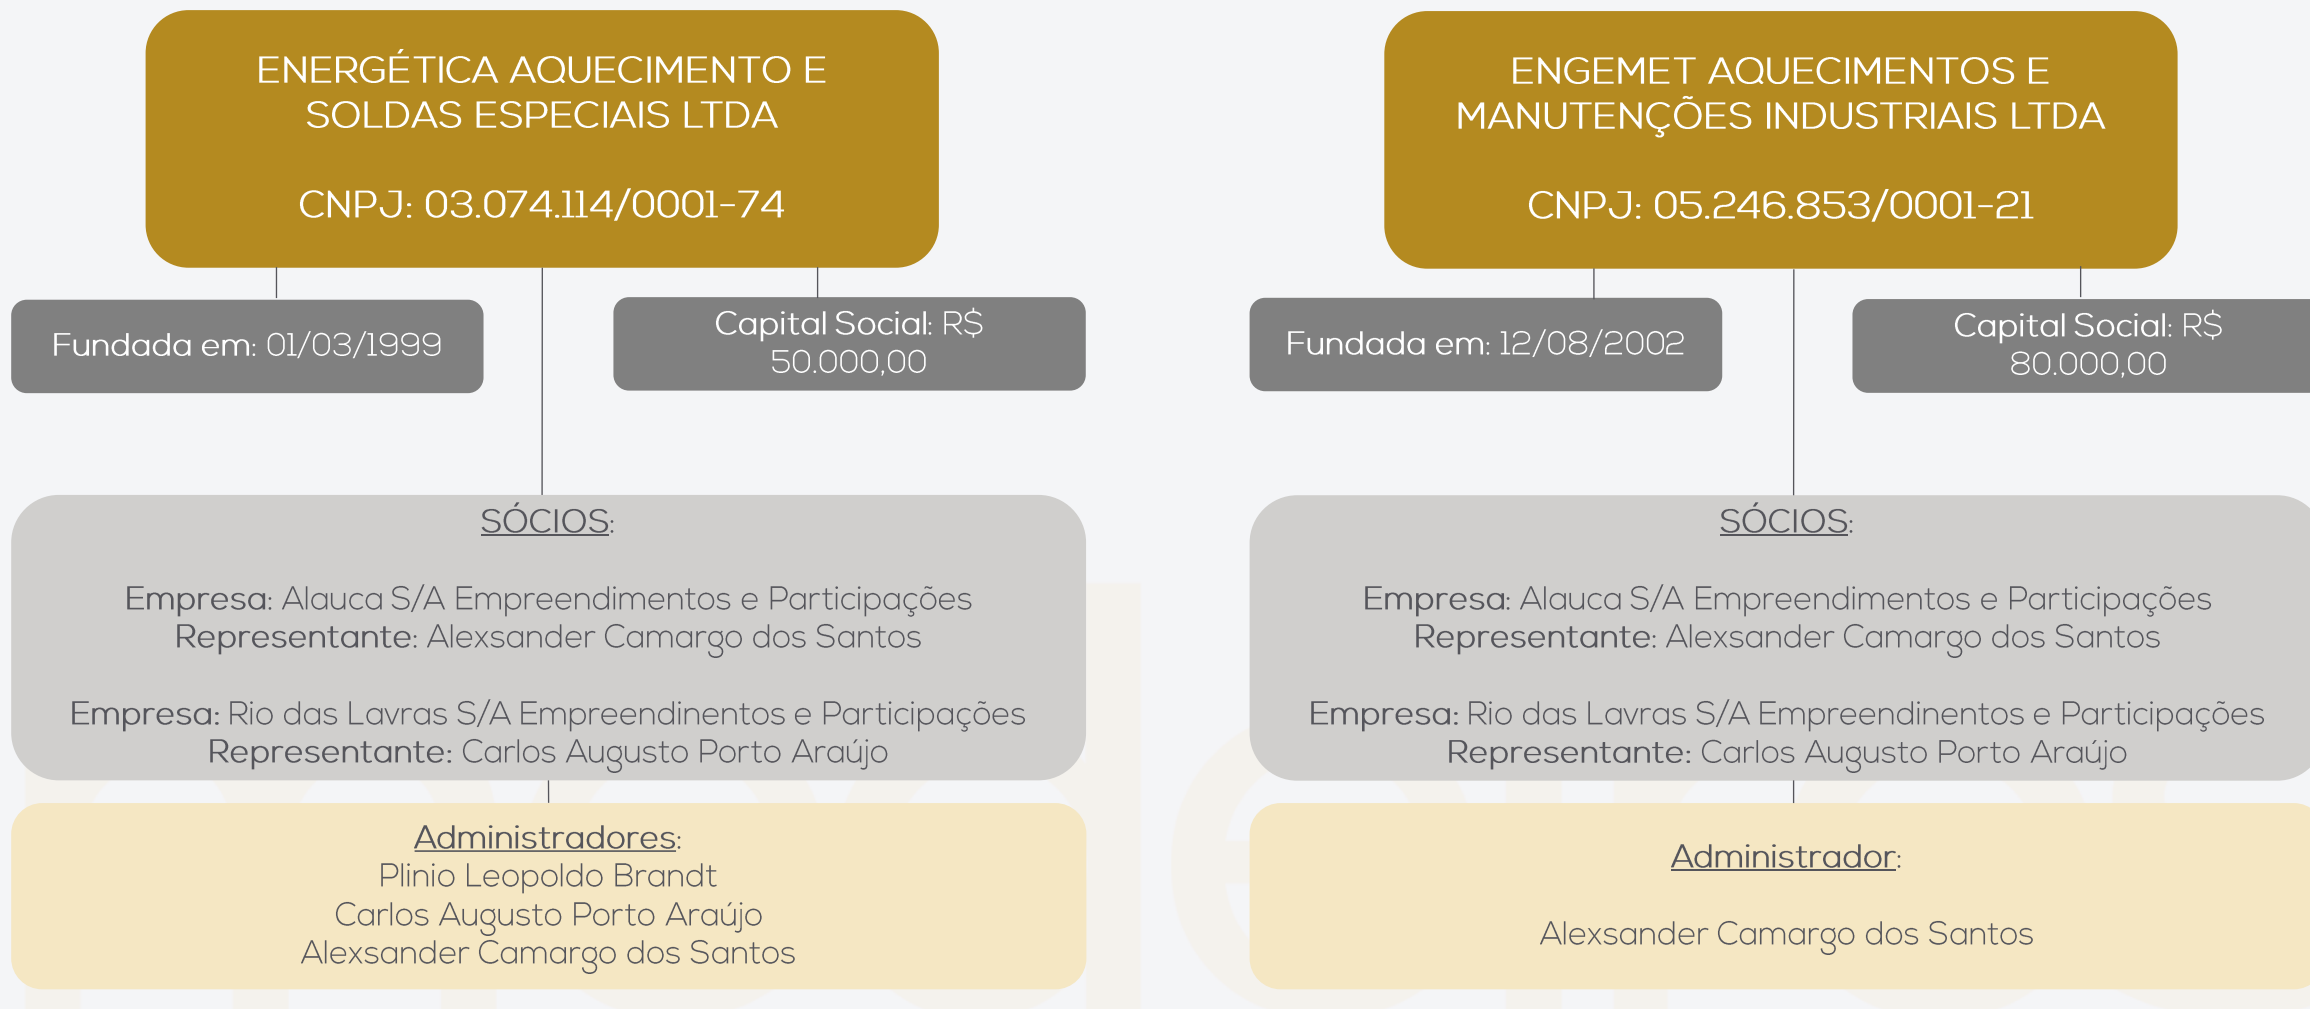 ENERGÉTICA AQUECIMENTO E
SOLDAS ESPECIAIS LTDA
CNPJ: 03.074.114/0001-74
Fundada em: 01/03/1999
Capital Social: R$
50.000,00
SÓCIOS:
Empresa: Alauca S/A Empreendimentos e Participações
Representante: Alexsander Camargo dos Santos
Empresa: Rio das Lavras S/A Empreendinentos e Participações
Representante: Carlos Augusto Porto Araújo
Administradores:
Plinio Leopoldo Brandt
Carlos Augusto Porto Araújo
Alexsander Camargo dos Santos
ENGEMET AQUECIMENTOS E
MANUTENÇÕES INDUSTRIAIS LTDA
CNPJ: 05.246.853/0001-21
Fundada em: 12/08/2002
Capital Social: R$
80.000,00
SÓCIOS:
Empresa: Alauca S/A Empreendimentos e Participações
Representante: Alexsander Camargo dos Santos
Empresa: Rio das Lavras S/A Empreendinentos e Participações
Representante: Carlos Augusto Porto Araújo
Administrador:
Alexsander Camargo dos Santos